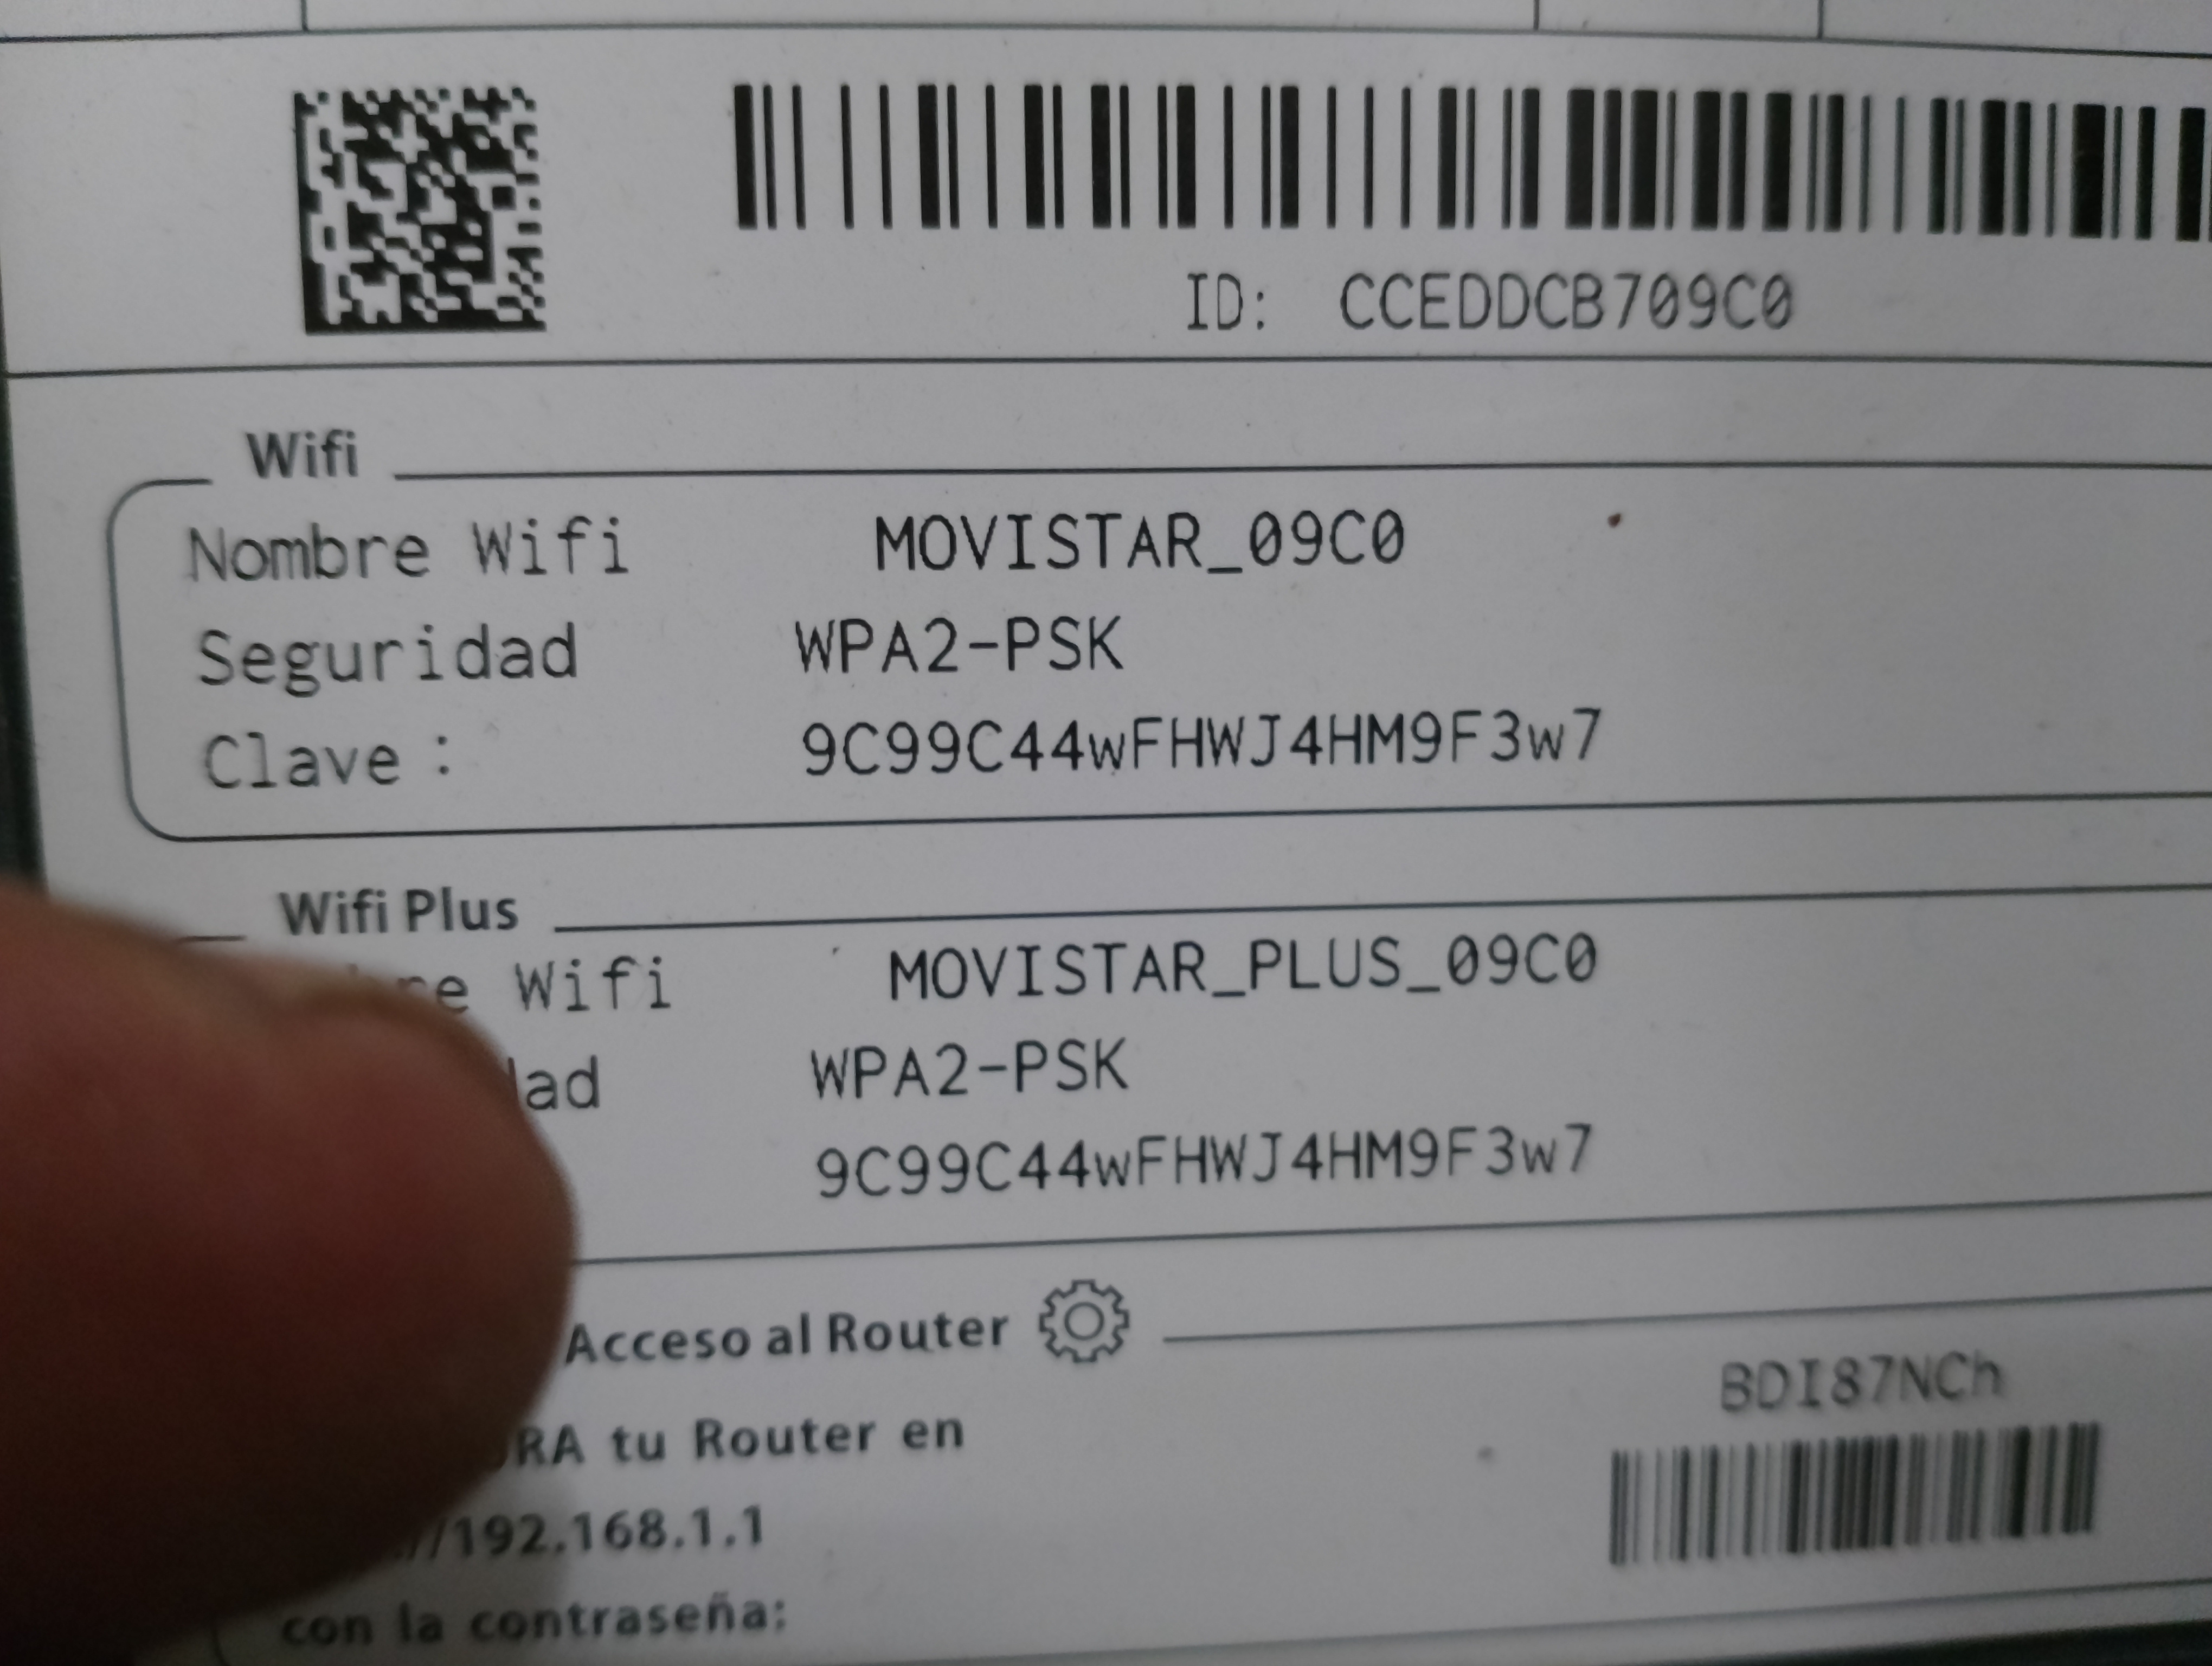 ID: CCEDDCB709C0
Wifi
Nombre Wifi MOVISTAR_09C0
Seguridad WPA2-PSK
Clave : 9C99C44wFHWJ4HM9F3w7
Wifi Plus
Wifi MOVISTAR_PLUS_09C0
WPA2-PSK
9C99C44wFHWJ4HM9F3w7
Acceso al Router
BDI87NCh
tu Router en
192.168.1.1
con la contraseña: